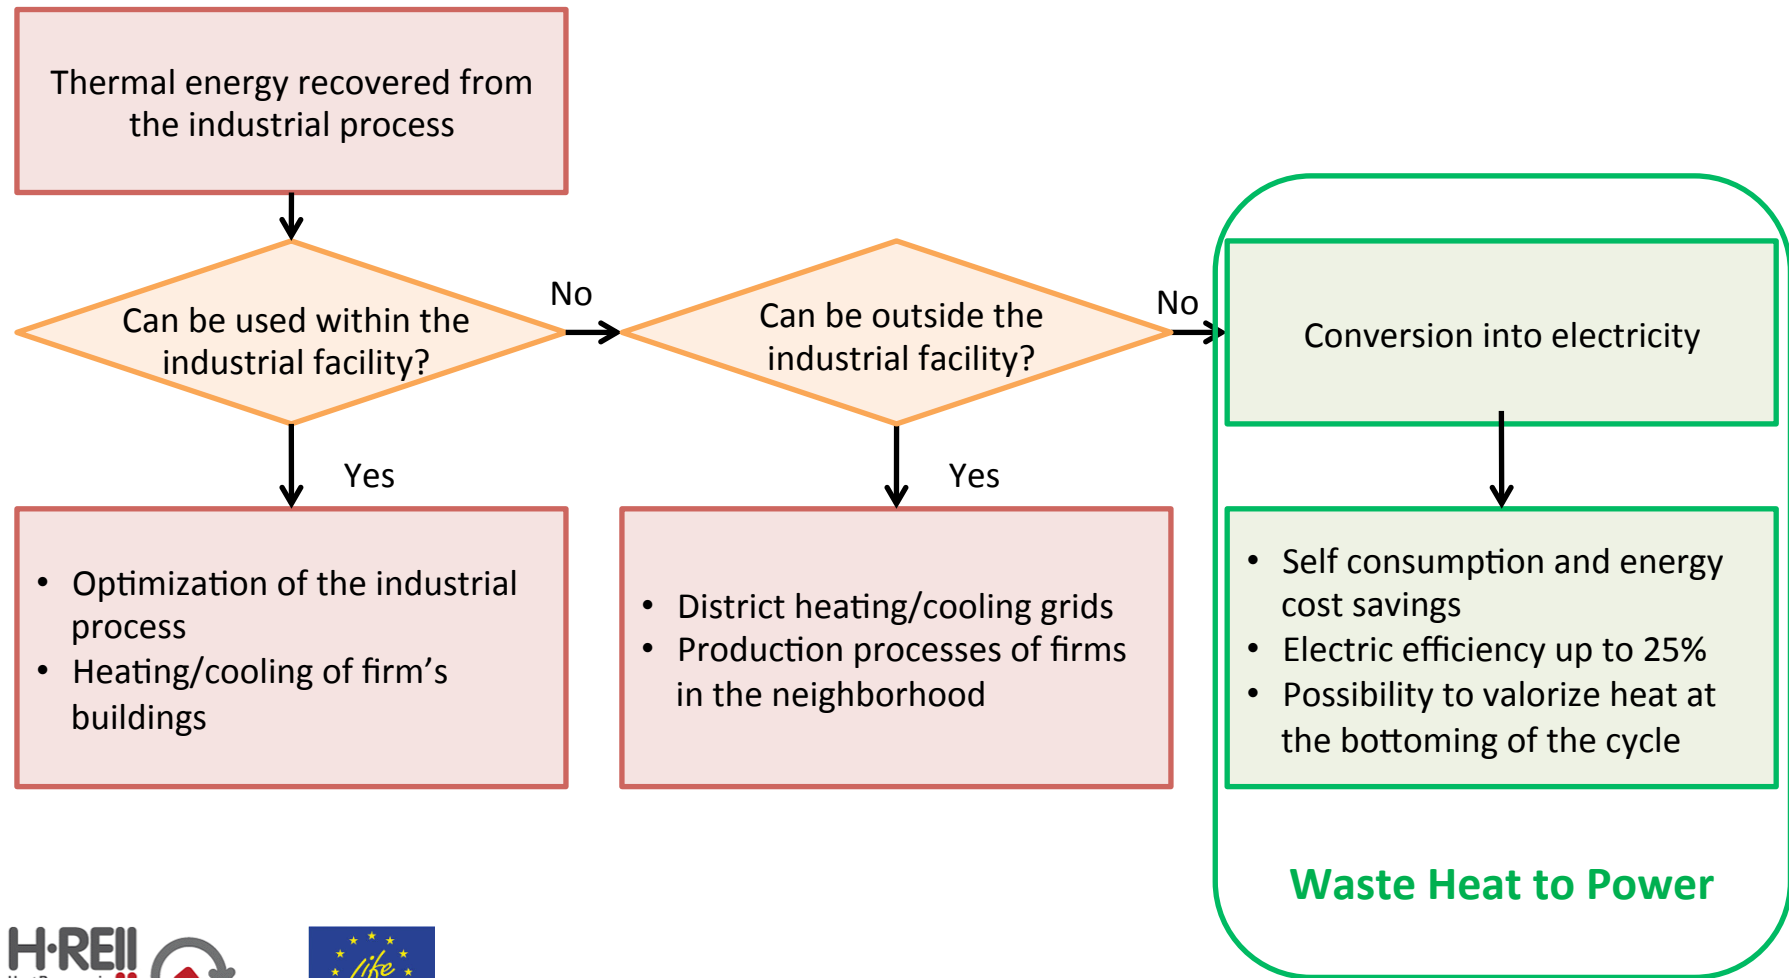 Thermal energy recovered from
the industrial process
Can be used within the
industrial facility?
No
Can be outside the
industrial facility?
No
Conversion into electricity
Yes
Yes
• Optimization of the industrial
process
• Heating/cooling of firm’s
buildings
• District heating/cooling grids
• Production processes of firms
in the neighborhood
• Self consumption and energy
cost savings
• Electric efficiency up to 25%
• Possibility to valorize heat at
the bottoming of the cycle
Waste Heat to Power
H·REII
life